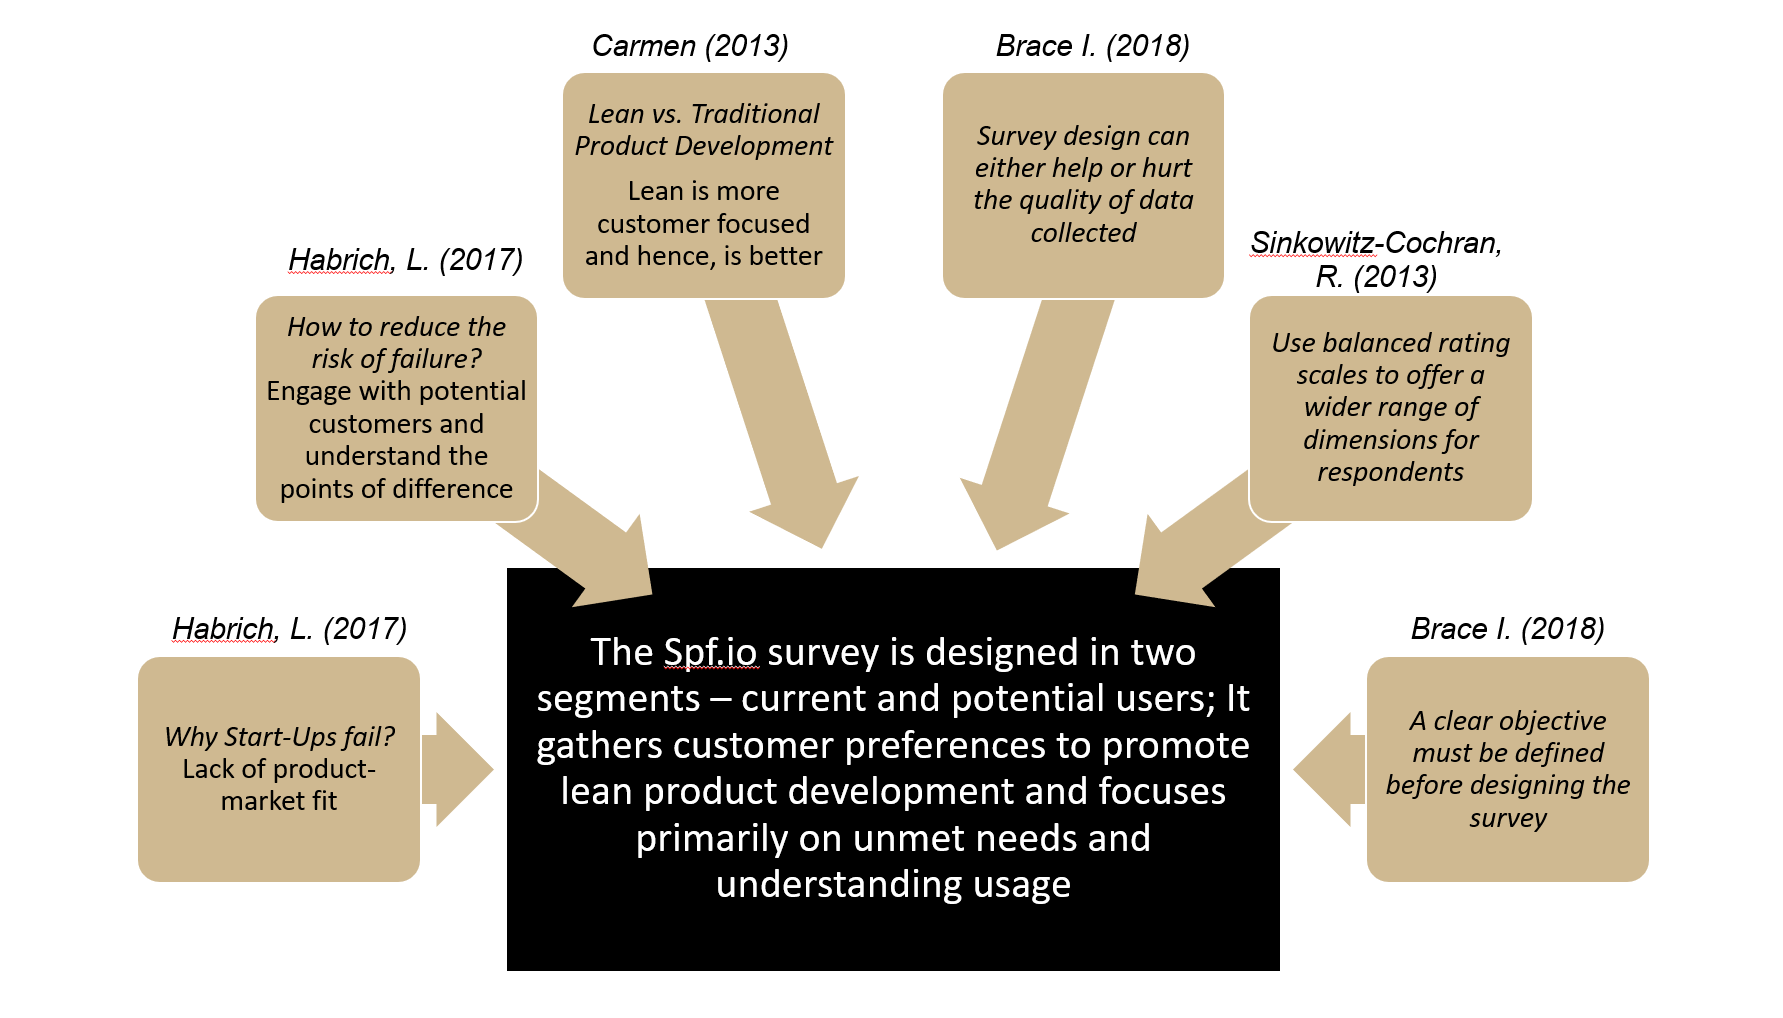 Carmen (2013)
Lean vs. Traditional
Product Development
Lean is more
customer focused
and hence, is better
Brace I. (2018)
Survey design can
either help or hurt
the quality of data
collected
Habrich, L. (2017)
How to reduce the
risk of failure?
Engage with potential
customers and
understand the
points of difference
Sinkowitz-Cochran,
R. (2013)
Use balanced rating
scales to offer a
wider range of
dimensions for
respondents
Habrich, L. (2017)
Why Start-Ups fail?
Lack of product-
market fit
The Spf.io survey is designed in two
segments – current and potential users; It
gathers customer preferences to promote
lean product development and focuses
primarily on unmet needs and
understanding usage
Brace I. (2018)
A clear objective
must be defined
before designing the
survey